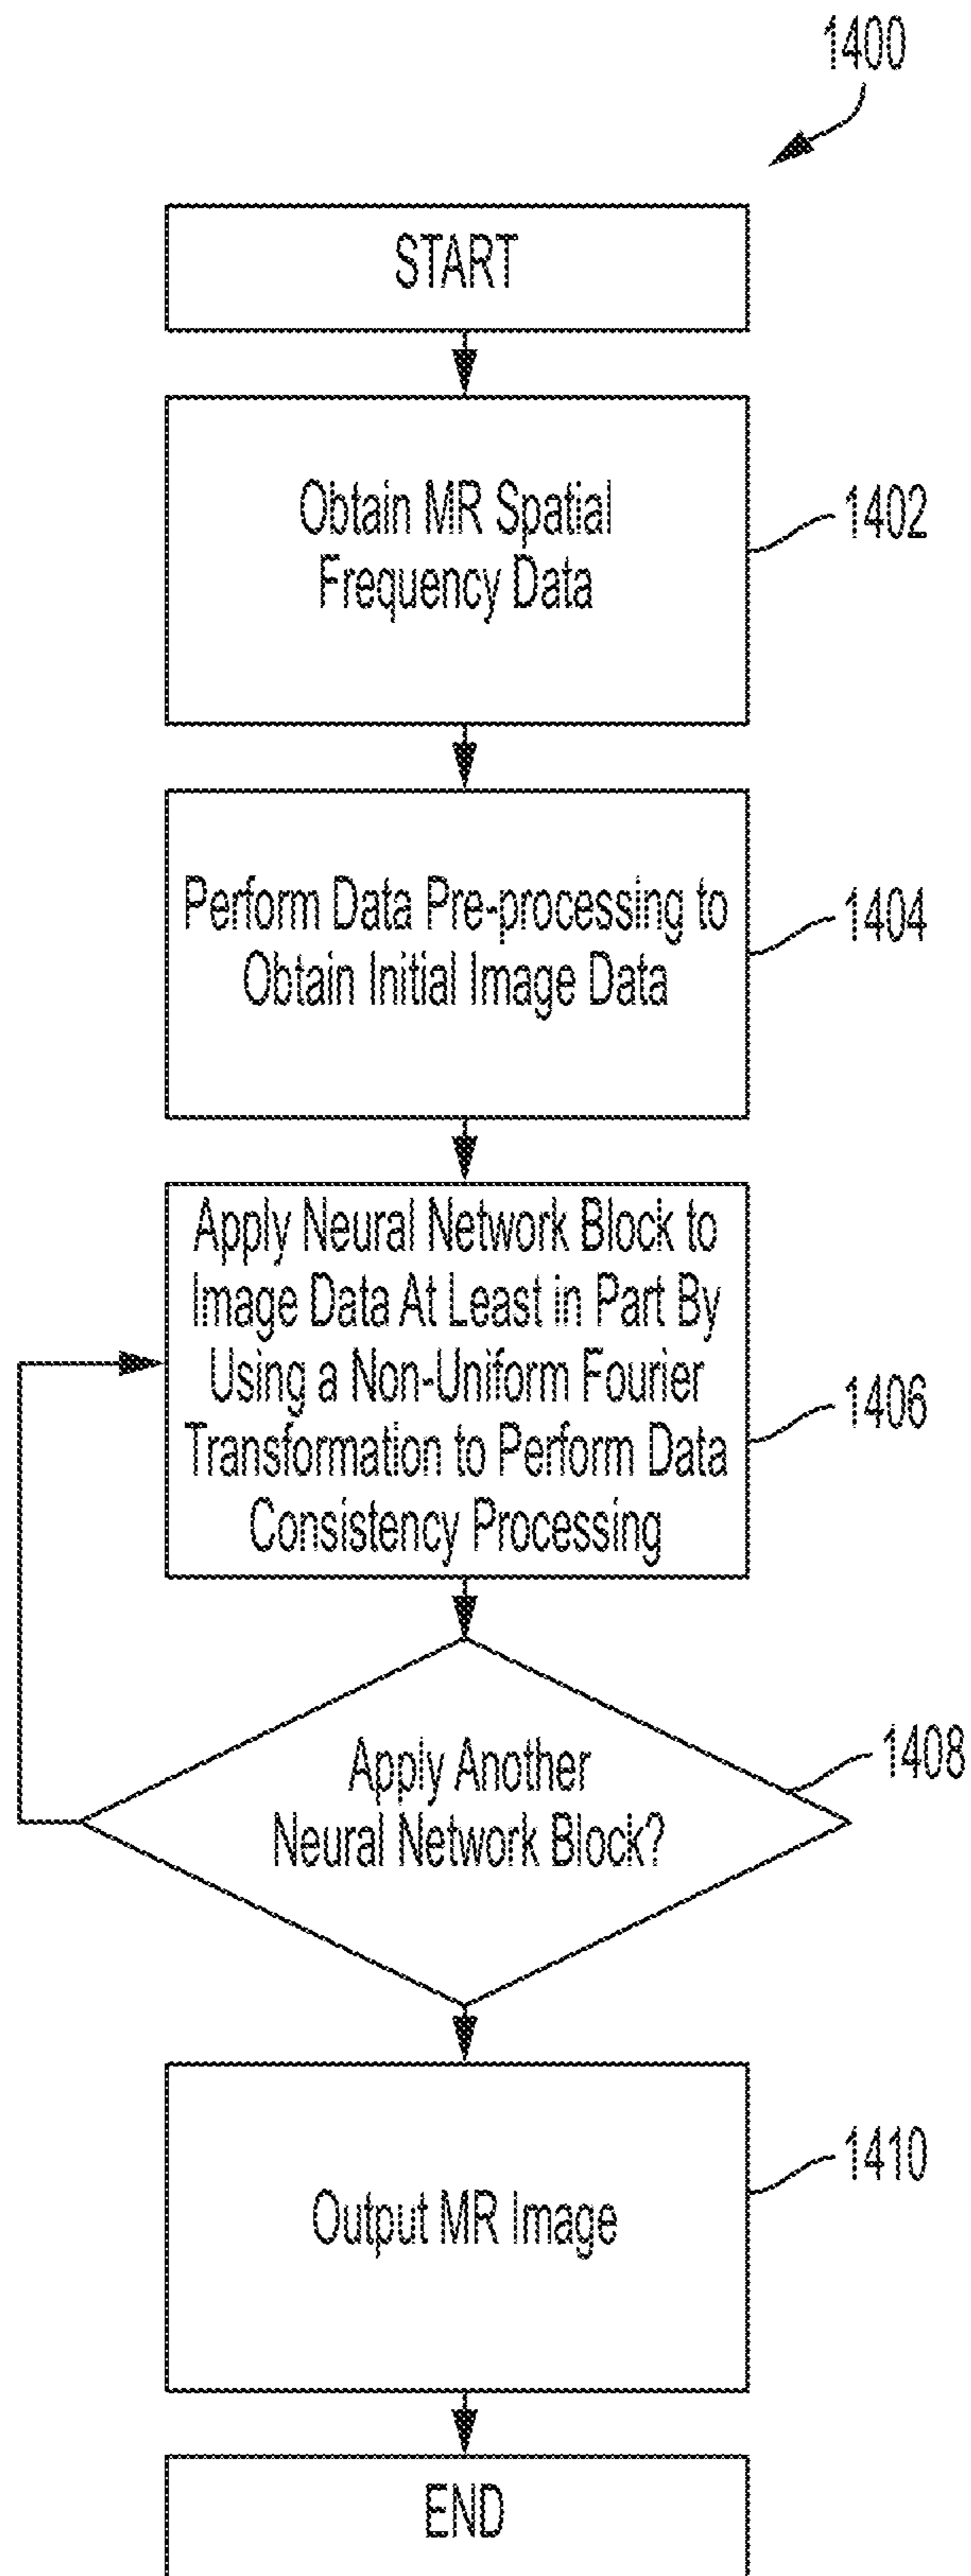 1400
START
Obtain MR Spatial
Frequency Data
1402
Perform Data Pre-processing to
Obtain Initial Image Data
1404
Apply Neural Network Block to
Image Data At Least in Part By
Using a Non-Uniform Fourier
Transformation to Perform Data
Consistency Processing
1406
Apply Another
Neural Network Block?
1408
Output MR Image
1410
END